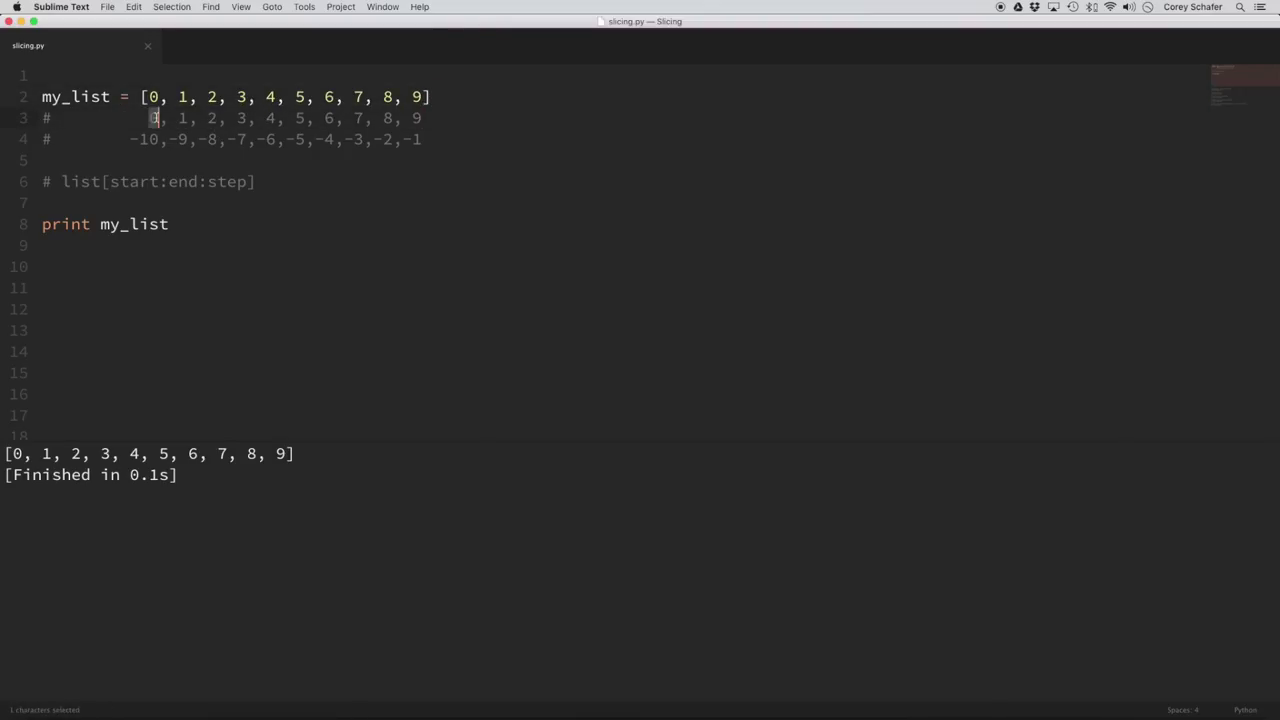 Sublime Text File Edit Selection Find View Goto Tools Project Window Help Corey Schafer
slicing.py — Slicing
slicing.py
1
2 my_list = [0, 1, 2, 3, 4, 5, 6, 7, 8, 9]
3 # 0, 1, 2, 3, 4, 5, 6, 7, 8, 9
4 # -10,-9,-8,-7,-6,-5,-4,-3,-2,-1
5
6 # list[start:end:step]
7
8 print my_list
9
10
11
12
13
14
15
16
17
18
[0, 1, 2, 3, 4, 5, 6, 7, 8, 9]
[Finished in 0.1s]
1 characters selected Spaces: 4 Python